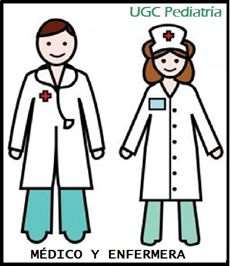 UGC Pediatría
MÉDICO Y ENFERMERA